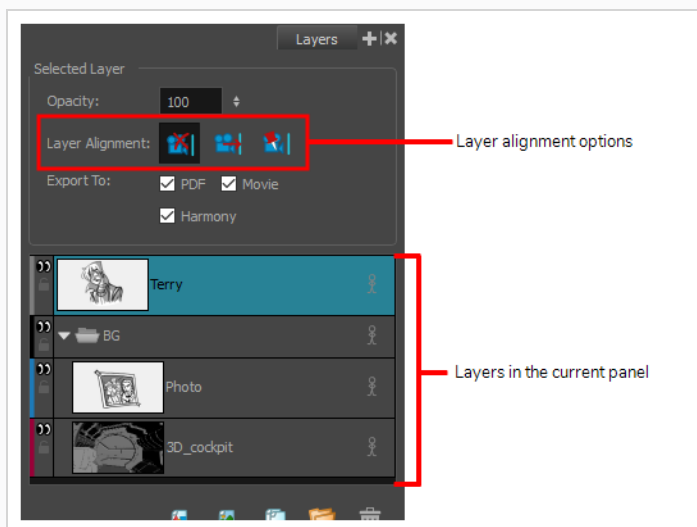 Layers
Selected Layer
Opacity: 100
Layer Alignment:
Layer alignment options
Export To: PDF Movie
Harmony
Terry
BG
Layers in the current panel
Photo
3D_cockpit